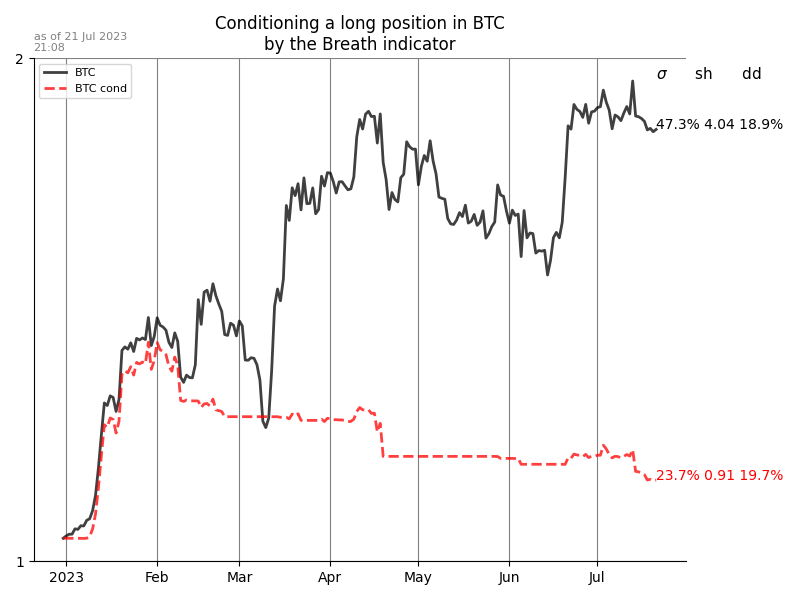 Conditioning a long position in BTC
by the Breath indicator
as of 21 Jul 2023
21:08
2
BTC
BTC cond
σ sh dd
47.3% 4.04 18.9%
23.7% 0.91 19.7%
1
2023 Feb Mar Apr May Jun Jul